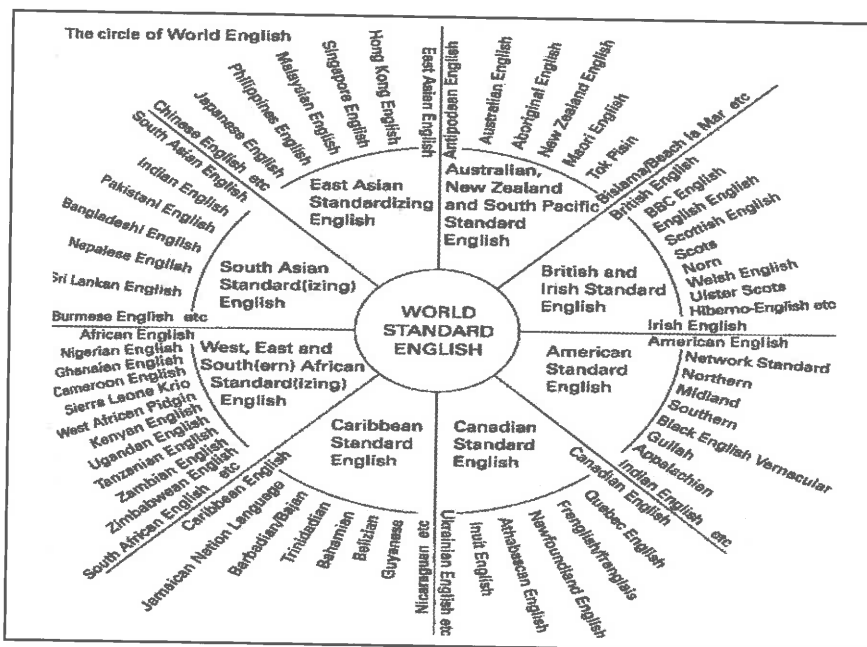 The circle of World English
WORLD
STANDARD
ENGLISH
East Asian
Standardizing
English
East Asian English
Hong Kong English
Singapore English
Malaysian English
Philippines English
Japanese English
Chinese English etc
Australian,
New Zealand
and South Pacific
Standard
English
Antipodean English
Australian English
Aboriginal English
New Zealand English
Maori English
Tok Pisin
Bislama/Beach la Mar etc
British and
Irish Standard
English
British English
BBC English
English English
Scottish English
Scots
Norn
Welsh English
Ulster Scots
Hiberno-English etc
Irish English
American
Standard
English
American English
Network Standard
Northern
Midland
Southern
Black English Vernacular
Gullah
Appalachian
Indian English etc
Canadian
Standard
English
Canadian English
Quebec English
Frenglish/franglais
Newfoundland English
Athabascan English
Inuit English
Ukrainian English etc
Caribbean
Standard
English
Caribbean English
Jamaican Nation Language
Barbadian/Bajan
Trinidadian
Bahamian
Belizian
Guyanese
Nicaraguan etc
West, East and
South(ern) African
Standard(izing)
English
African English
Nigerian English
Ghanaian English
Cameroon English
Sierra Leone Krio
West African Pidgin
Kenyan English
Ugandan English
Tanzanian English
Zambian English
Zimbabwean English
South African English etc
South Asian
Standard(izing)
English
South Asian English
Indian English
Pakistani English
Bangladeshi English
Nepalese English
Sri Lankan English
Burmese English etc